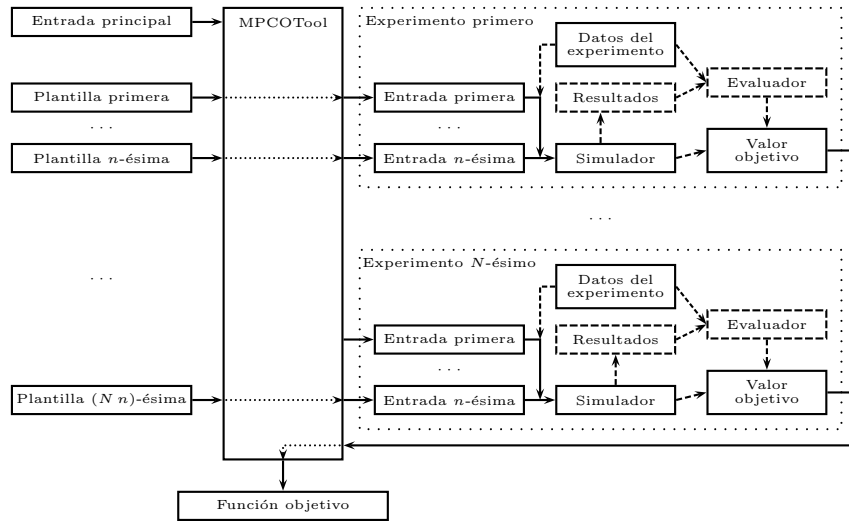 Entrada principal
MPCOTool
Experimento primero
Datos del
experimento
Plantilla primera
Entrada primera
Resultados
Evaluador
...
...
Plantilla n-ésima
Entrada n-ésima
Simulador
Valor
objetivo
...
...
Experimento N-ésimo
Datos del
experimento
Entrada primera
Resultados
Evaluador
...
Plantilla (N n)-ésima
Entrada n-ésima
Simulador
Valor
objetivo
Función objetivo